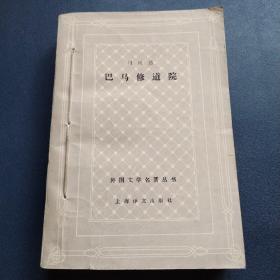 司汤达
巴马修道院
外国文学名著丛书
上海译文出版社